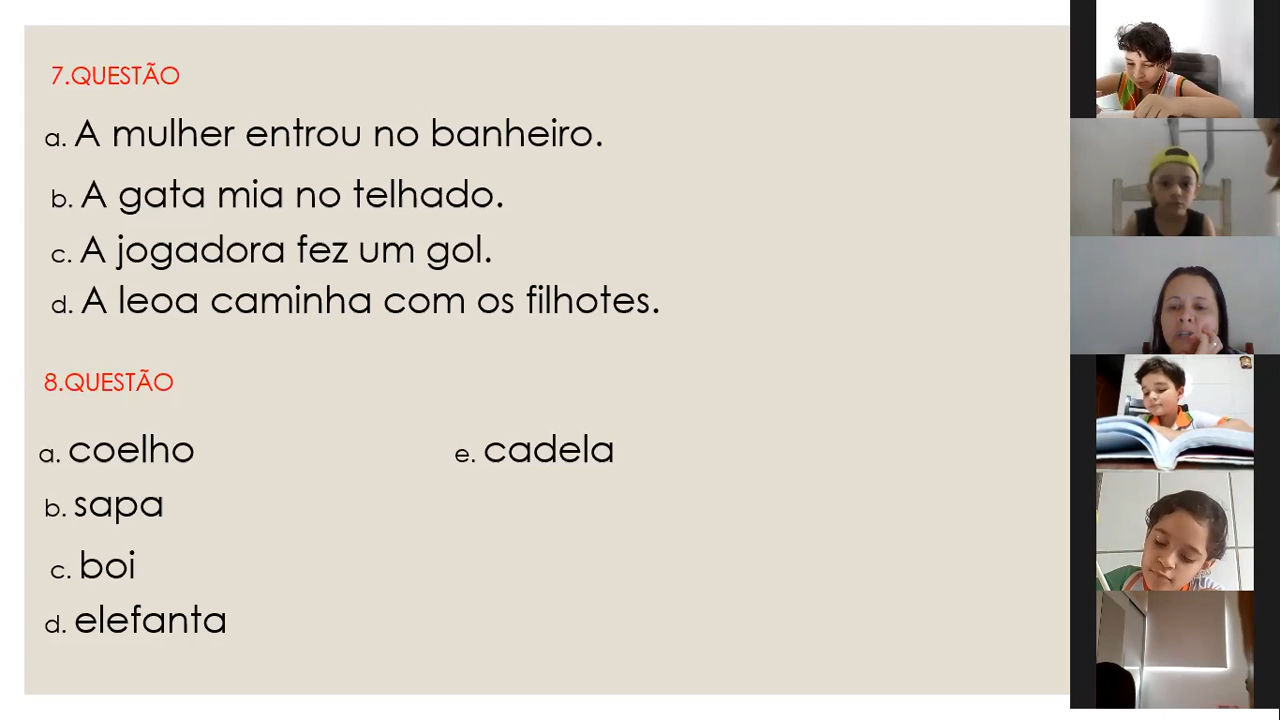 7.QUESTÃO
a. A mulher entrou no banheiro.
b. A gata mia no telhado.
c. A jogadora fez um gol.
d. A leoa caminha com os filhotes.
8.QUESTÃO
a. coelho
b. sapa
c. boi
d. elefanta
e. cadela